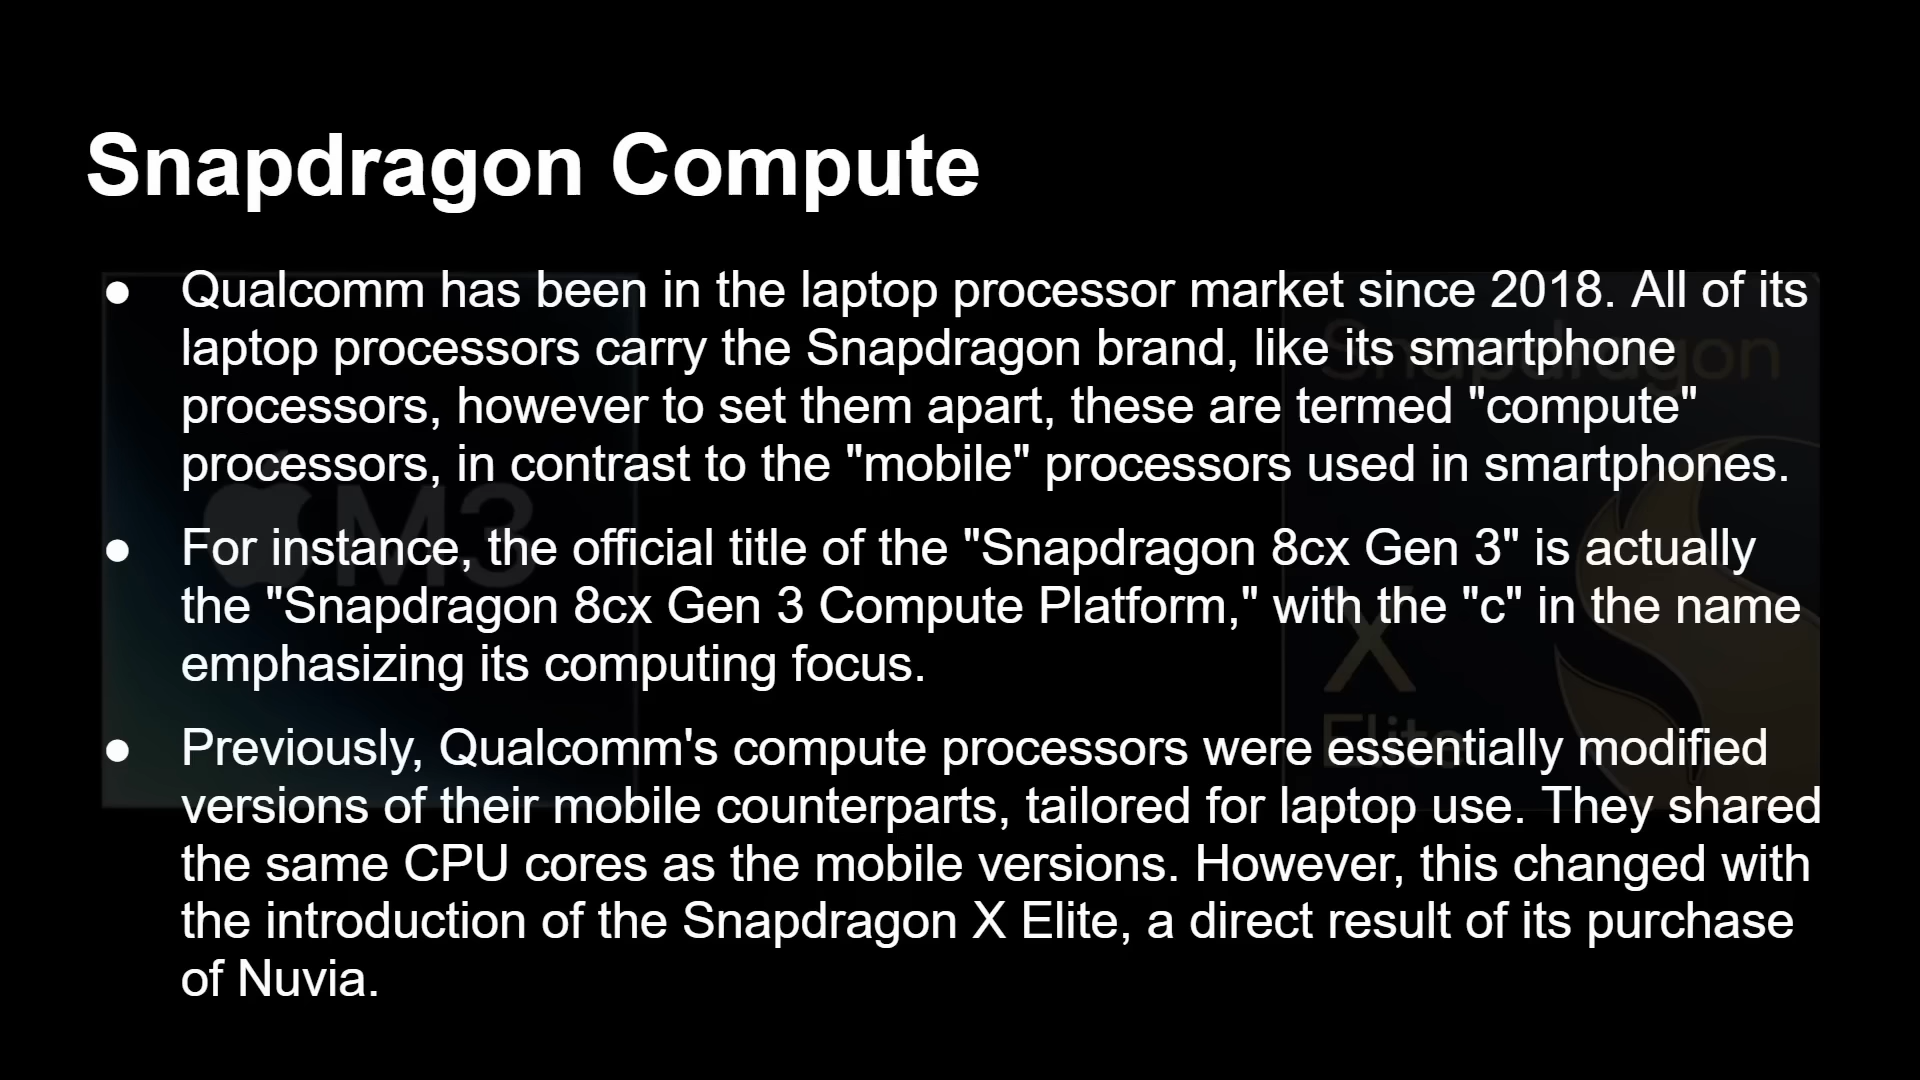 Snapdragon Compute
● Qualcomm has been in the laptop processor market since 2018. All of its
laptop processors carry the Snapdragon brand, like its smartphone
processors, however to set them apart, these are termed "compute"
processors, in contrast to the "mobile" processors used in smartphones.
● For instance, the official title of the "Snapdragon 8cx Gen 3" is actually
the "Snapdragon 8cx Gen 3 Compute Platform," with the "c" in the name
emphasizing its computing focus.
● Previously, Qualcomm's compute processors were essentially modified
versions of their mobile counterparts, tailored for laptop use. They shared
the same CPU cores as the mobile versions. However, this changed with
the introduction of the Snapdragon X Elite, a direct result of its purchase
of Nuvia.
M3
Snapdragon
X
Elite